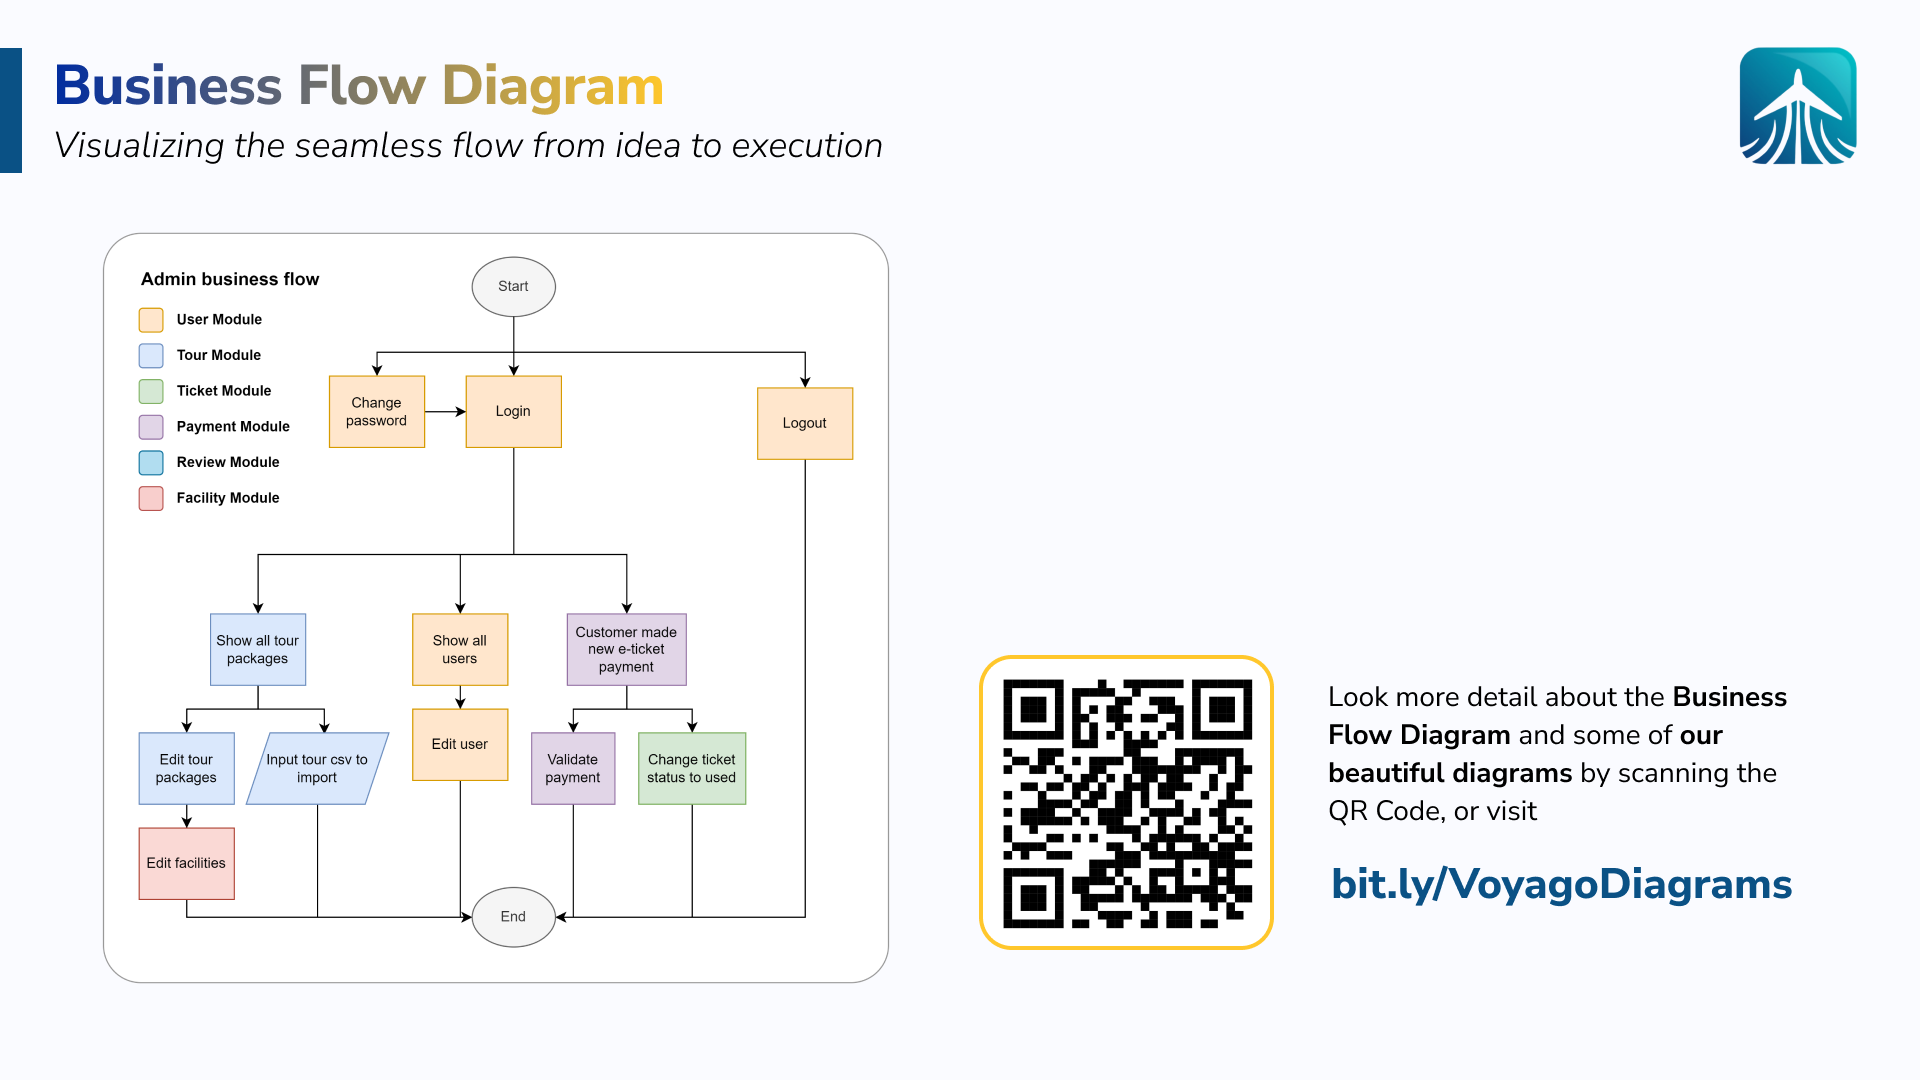 Business Flow Diagram
Visualizing the seamless flow from idea to execution
Admin business flow
User Module
Tour Module
Ticket Module
Payment Module
Review Module
Facility Module
Start
Change
password
Login
Logout
Show all tour
packages
Show all
users
Customer made
new e-ticket
payment
Edit tour
packages
Input tour csv to
import
Edit user
Validate
payment
Change ticket
status to used
Edit facilities
End
Look more detail about the Business
Flow Diagram and some of our
beautiful diagrams by scanning the
QR Code, or visit
bit.ly/VoyagoDiagrams